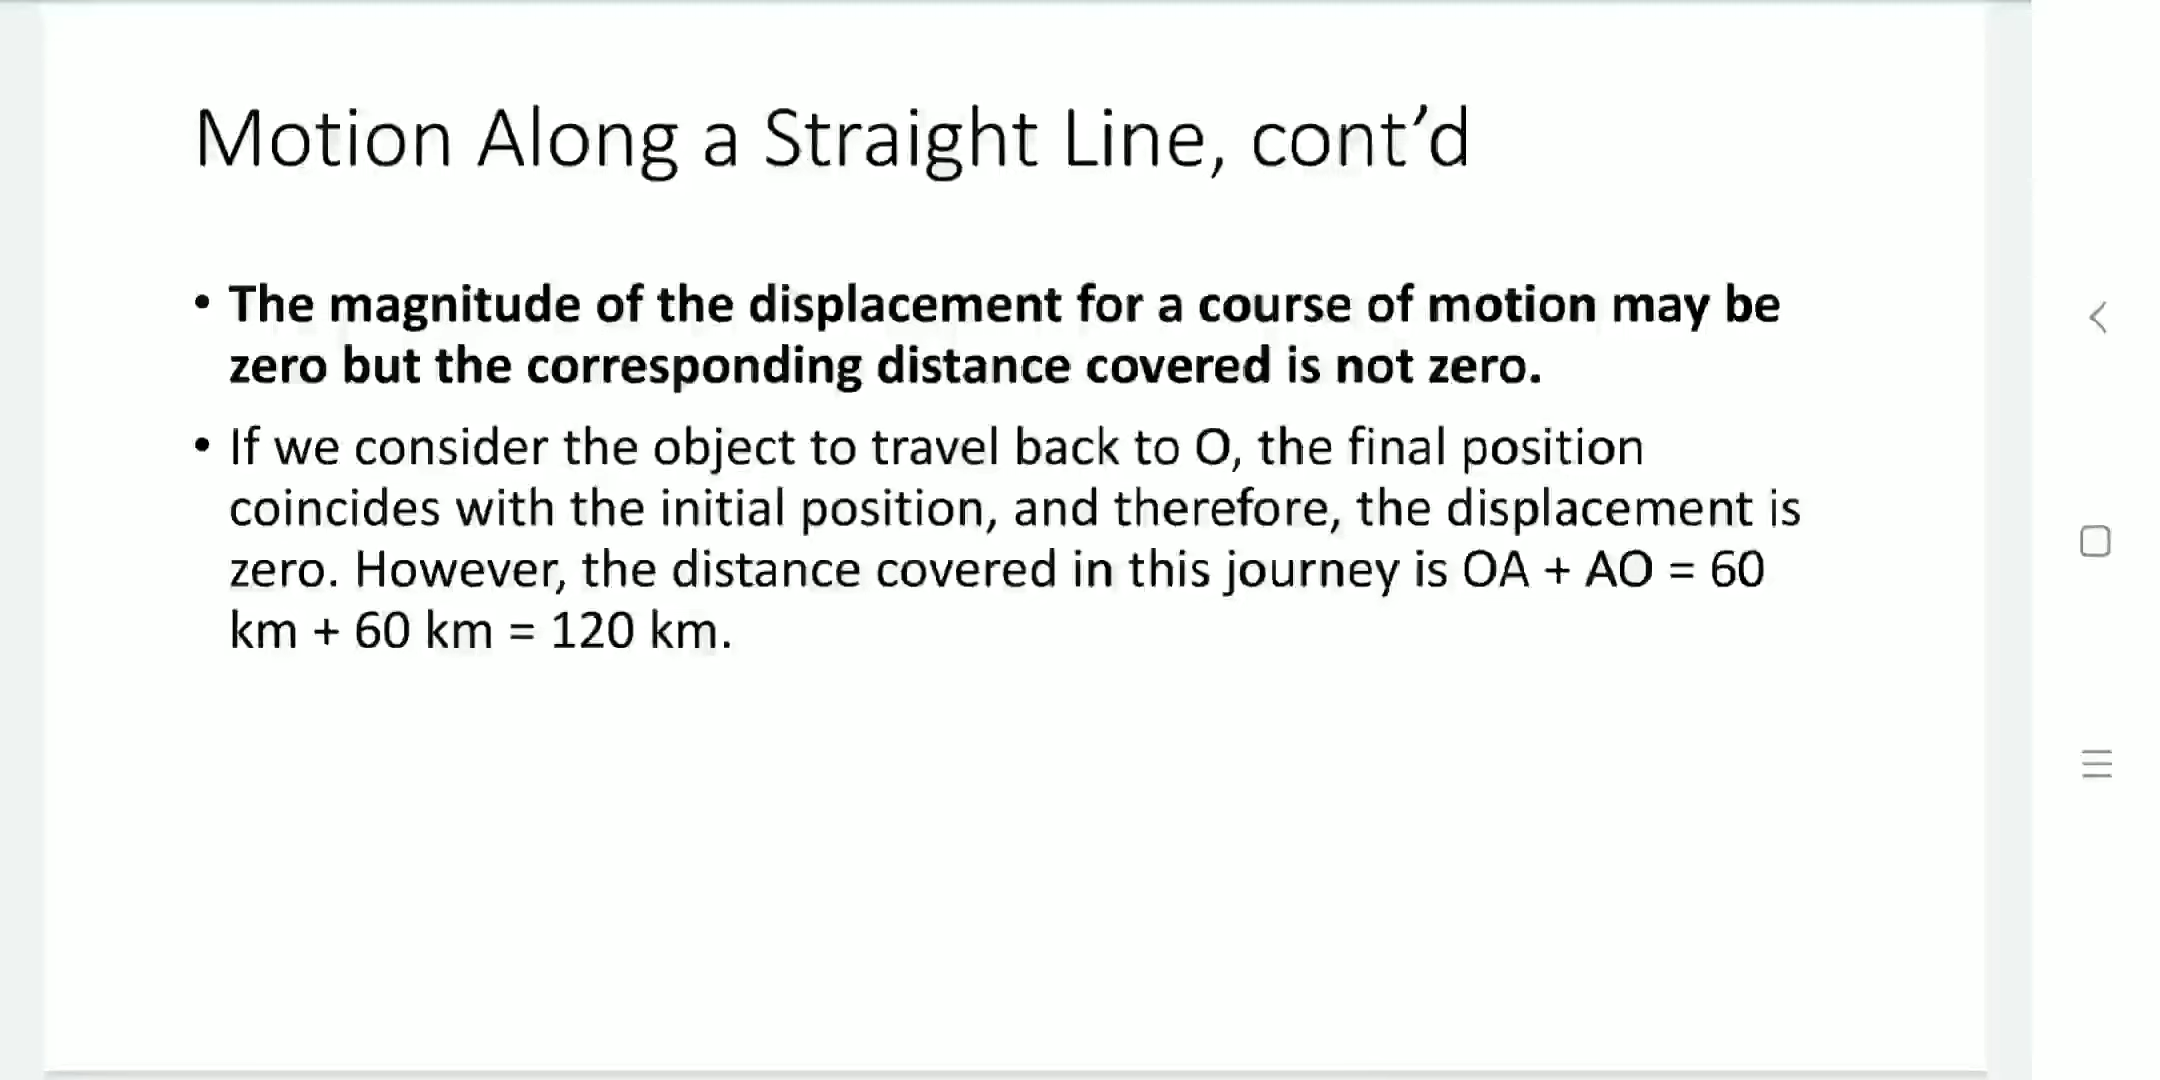 Motion Along a Straight Line, cont’d
• The magnitude of the displacement for a course of motion may be
zero but the corresponding distance covered is not zero.
• If we consider the object to travel back to O, the final position
coincides with the initial position, and therefore, the displacement is
zero. However, the distance covered in this journey is OA + AO = 60
km + 60 km = 120 km.